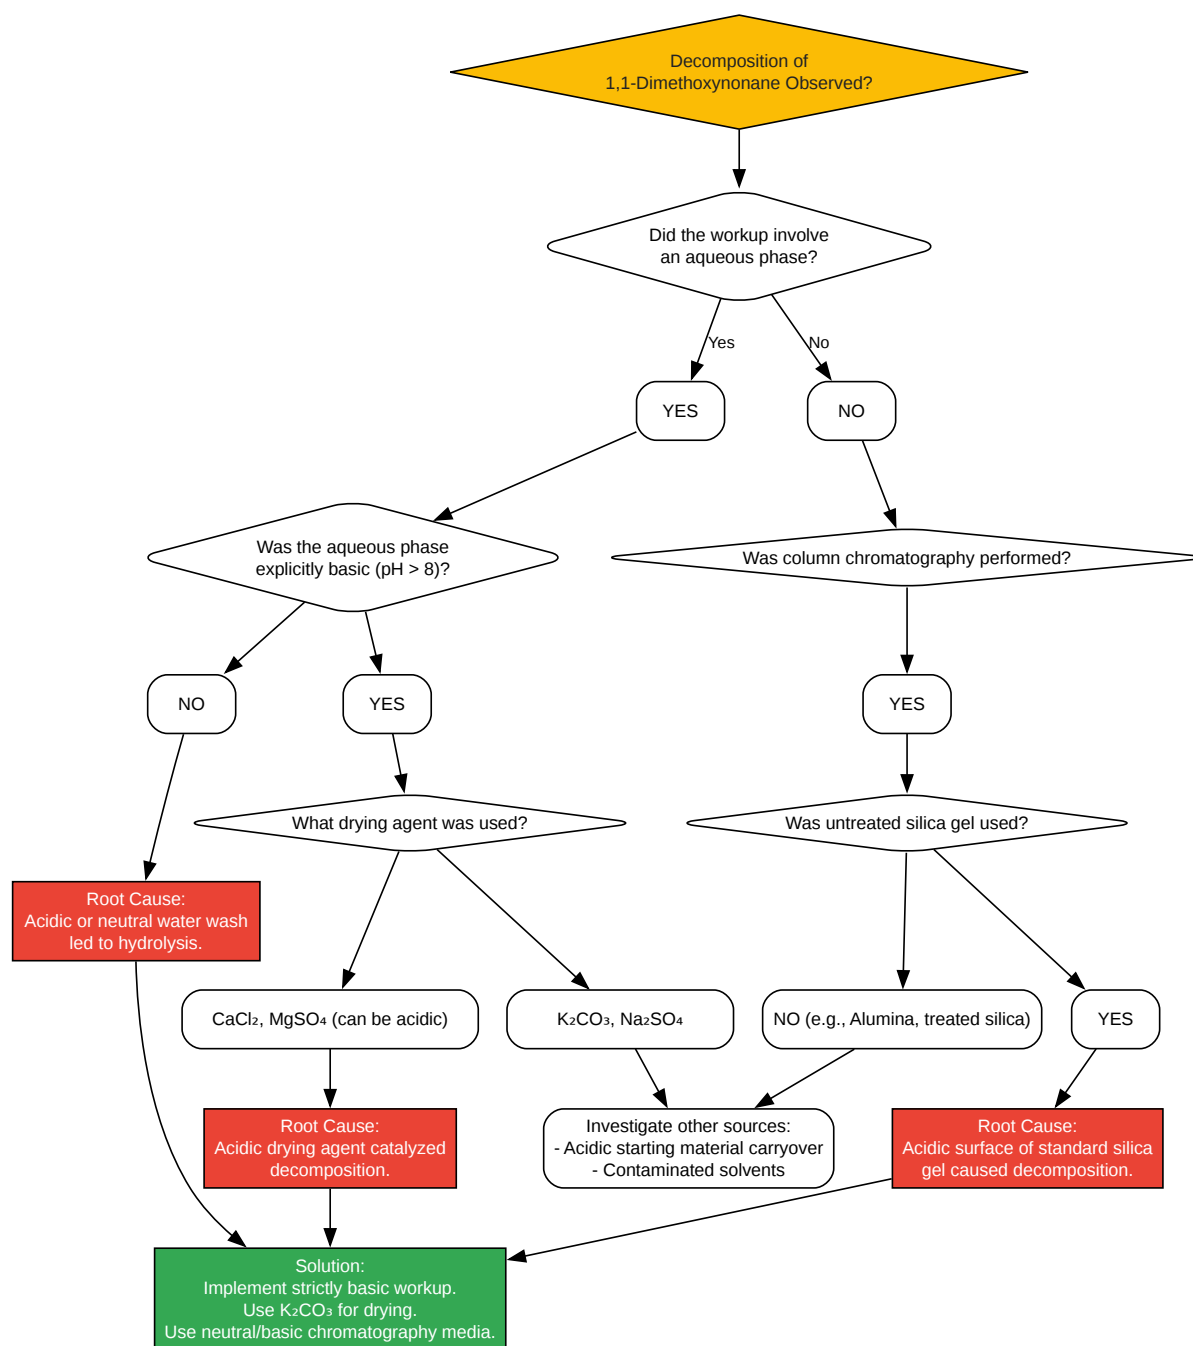 Decomposition of
1,1-Dimethoxynonane Observed?
Did the workup involve
an aqueous phase?
Yes
No
YES
NO
Was the aqueous phase
explicitly basic (pH > 8)?
Was column chromatography performed?
NO
YES
YES
What drying agent was used?
Was untreated silica gel used?
Root Cause:
Acidic or neutral water wash
led to hydrolysis.
CaCl₂, MgSO₄ (can be acidic)
K₂CO₃, Na₂SO₄
NO (e.g., Alumina, treated silica)
YES
Root Cause:
Acidic drying agent catalyzed
decomposition.
Investigate other sources:
- Acidic starting material carryover
- Contaminated solvents
Root Cause:
Acidic surface of standard silica
gel caused decomposition.
Solution:
Implement strictly basic workup.
Use K₂CO₃ for drying.
Use neutral/basic chromatography media.